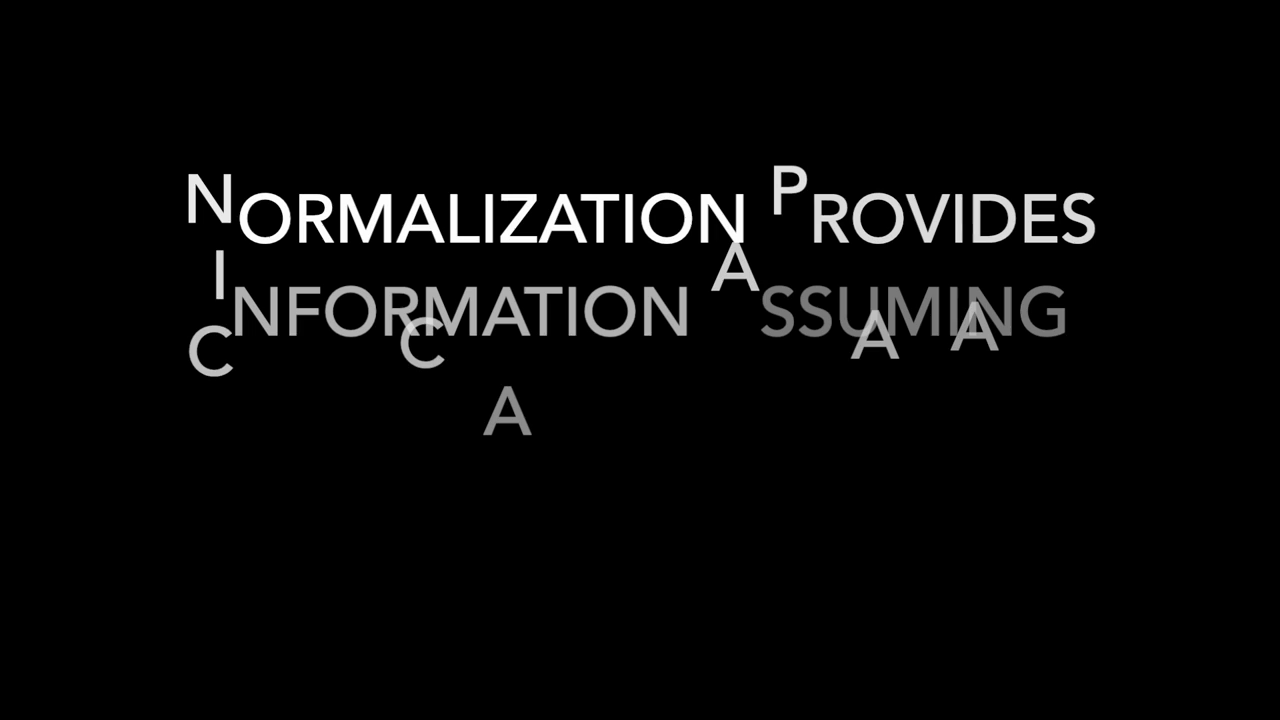 NORMALIZATION PROVIDES
INFORMATION ASSUMING
C C A A
A